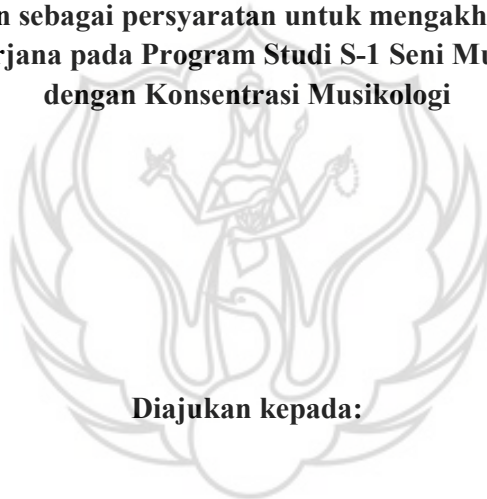 n sebagai persyaratan untuk mengakh
rjana pada Program Studi S-1 Seni Mu
dengan Konsentrasi Musikologi
Diajukan kepada: